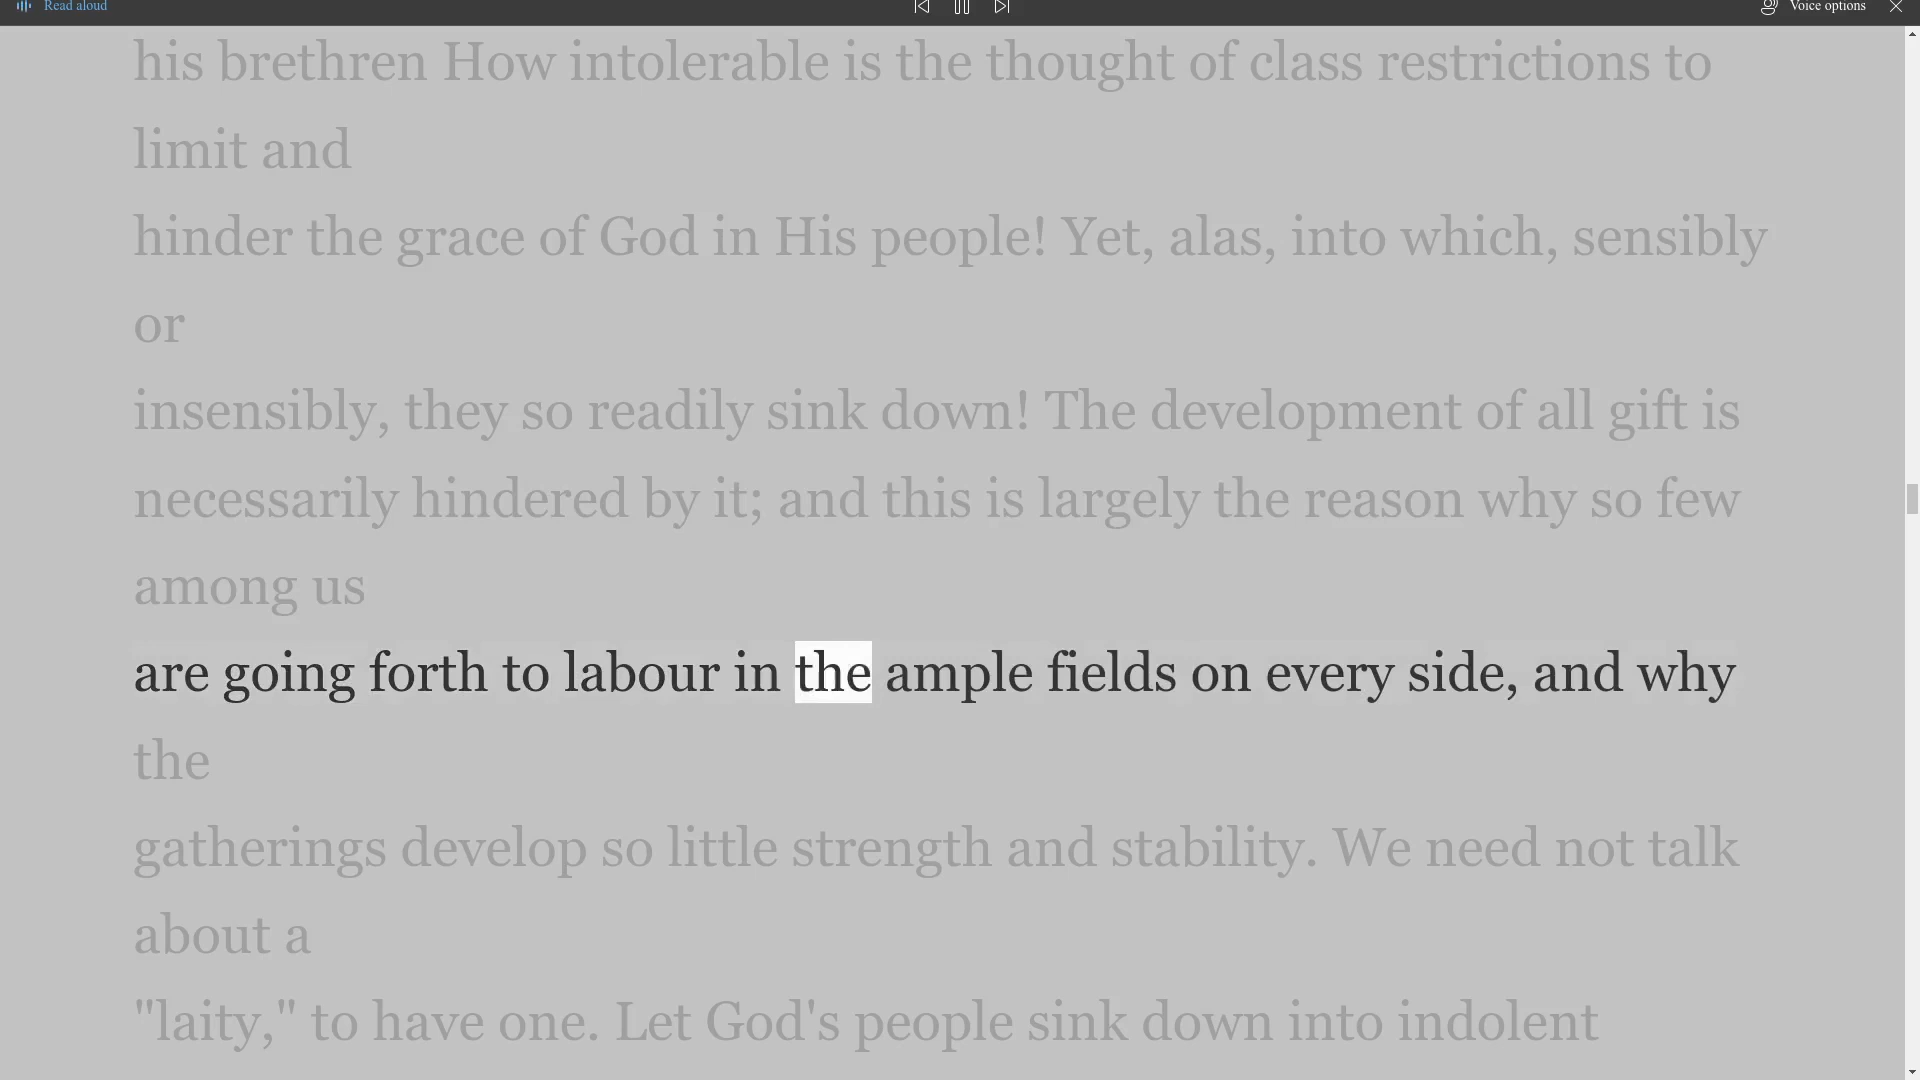 Read aloud
Voice options
his brethren How intolerable is the thought of class restrictions to
limit and
hinder the grace of God in His people! Yet, alas, into which, sensibly
or
insensibly, they so readily sink down! The development of all gift is
necessarily hindered by it; and this is largely the reason why so few
among us
are going forth to labour in the ample fields on every side, and why
the
gatherings develop so little strength and stability. We need not talk
about a
"laity," to have one. Let God's people sink down into indolent